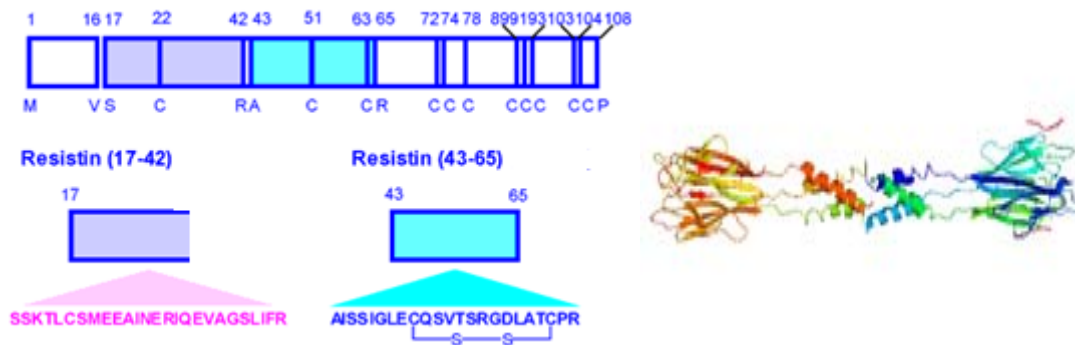 1 16 17 22 42 43 51 63 65 72 74 78 89 91 93 103 104 108
M V S C R A C C R C C C C C C C C P
Resistin (17-42) Resistin (43-65)
17 43 65
SSKTLCSMEEAINERIQEVAGSLIFR AISSIGLECQSVTSRGDLATCPR
S S